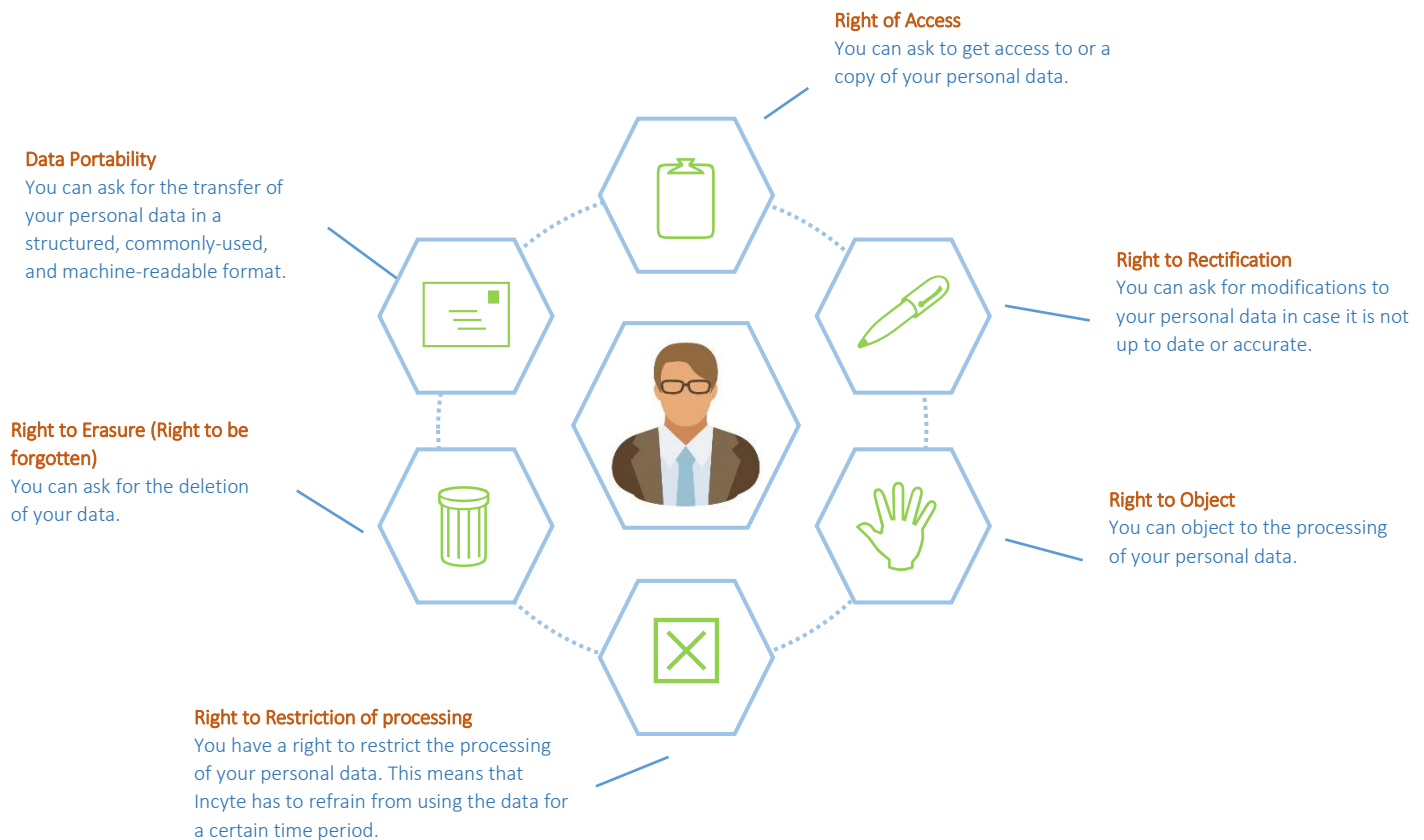 Right of Access
You can ask to get access to or a
copy of your personal data.
Data Portability
You can ask for the transfer of
your personal data in a
structured, commonly-used,
and machine-readable format.
Right to Rectification
You can ask for modifications to
your personal data in case it is not
up to date or accurate.
Right to Erasure (Right to be
forgotten)
You can ask for the deletion
of your data.
Right to Object
You can object to the processing
of your personal data.
Right to Restriction of processing
You have a right to restrict the processing
of your personal data. This means that
Incyte has to refrain from using the data for
a certain time period.